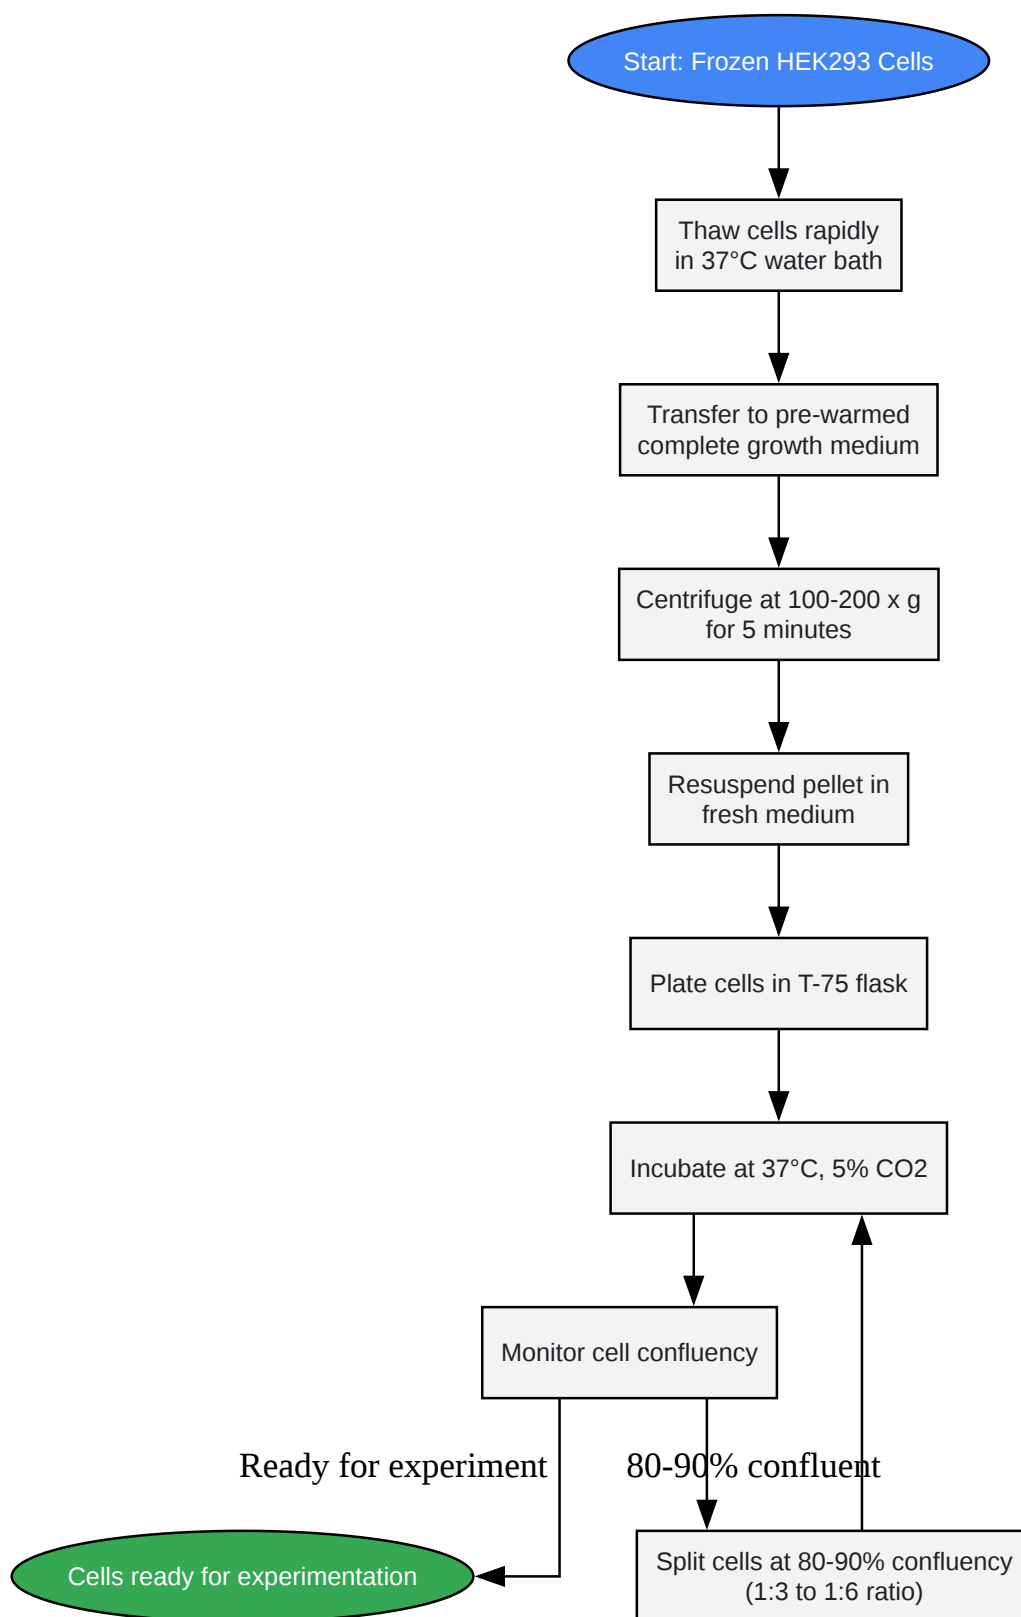 Start: Frozen HEK293 Cells
Thaw cells rapidly
in 37°C water bath
Transfer to pre-warmed
complete growth medium
Centrifuge at 100-200 x g
for 5 minutes
Resuspend pellet in
fresh medium
Plate cells in T-75 flask
Incubate at 37°C, 5% CO2
Monitor cell confluency
Ready for experiment
80-90% confluent
Cells ready for experimentation
Split cells at 80-90% confluency
(1:3 to 1:6 ratio)